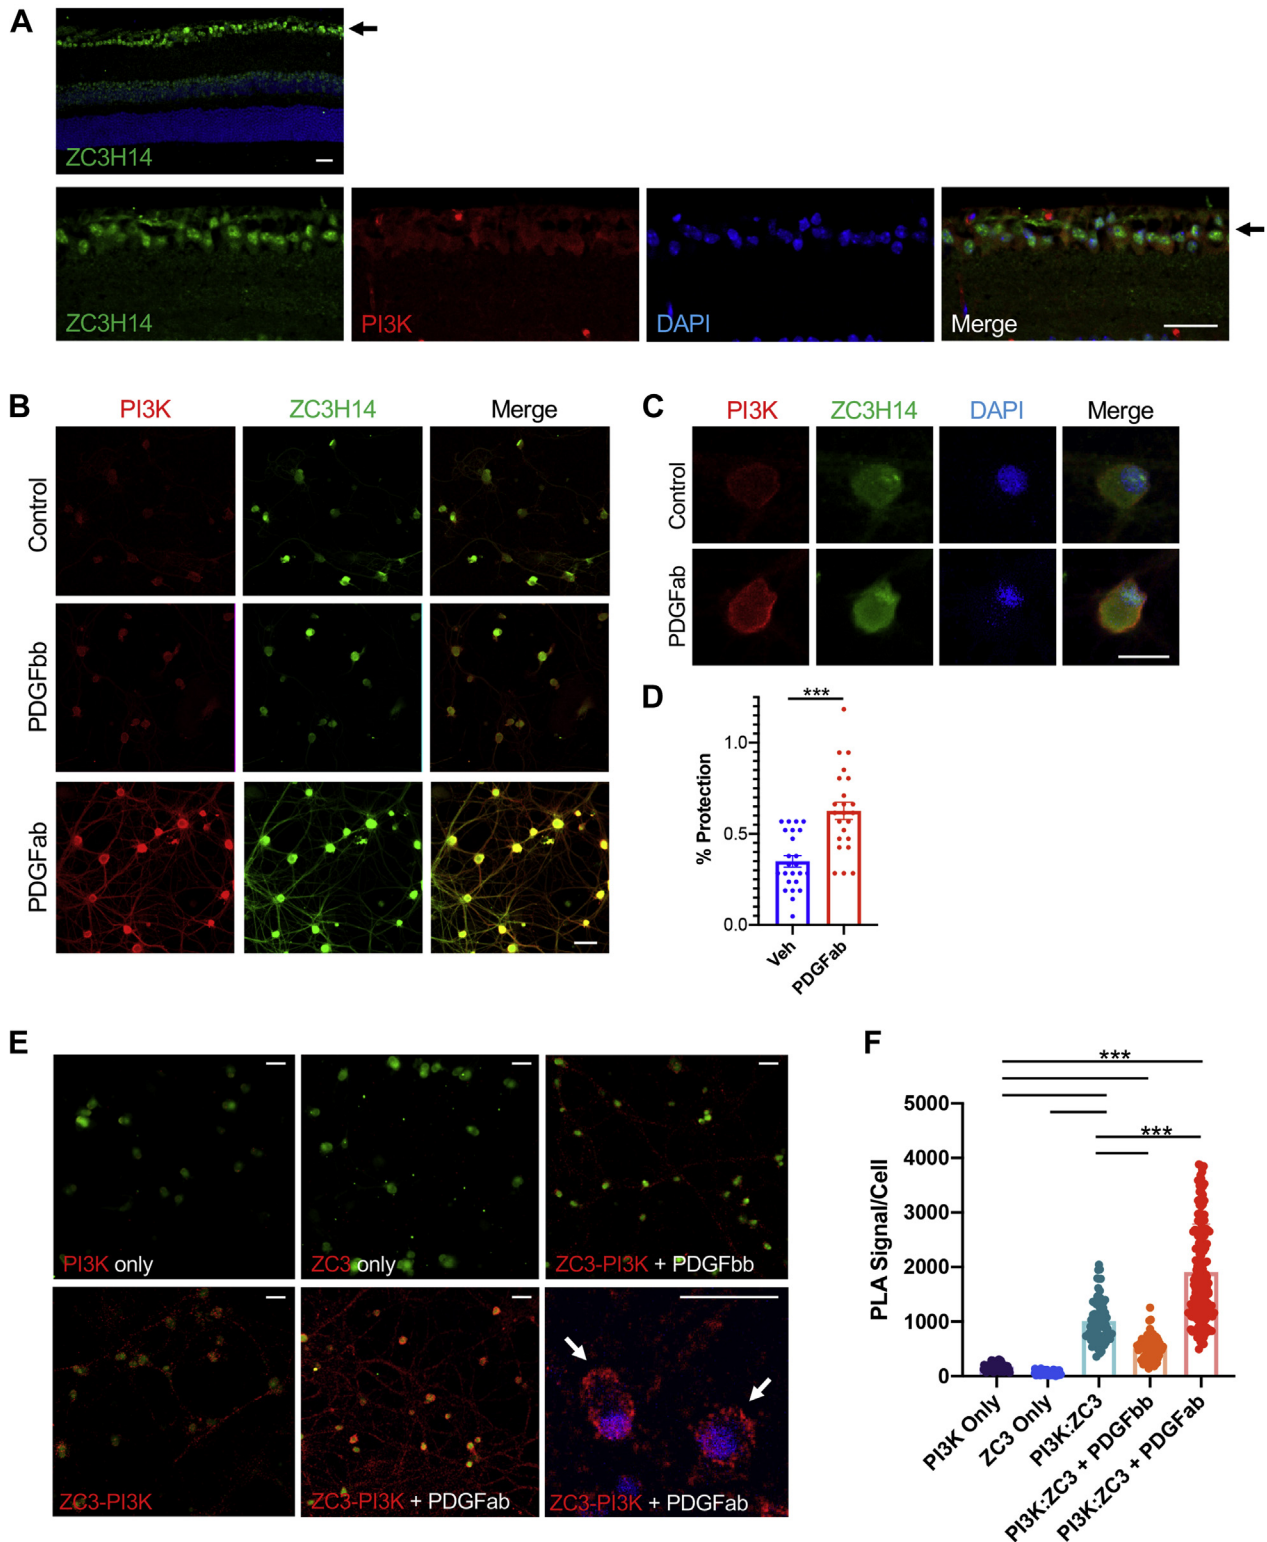 A
ZC3H14
ZC3H14
PI3K
DAPI
Merge
B
PI3K
ZC3H14
Merge
Control
PDGFbb
PDGFab
C
PI3K
ZC3H14
DAPI
Merge
Control
PDGFab
D
***
% Protection
1.0
0.5
0.0
Veh
PDGFab
E
PI3K only
ZC3 only
ZC3-PI3K + PDGFbb
ZC3-PI3K
ZC3-PI3K + PDGFab
ZC3-PI3K + PDGFab
F
***
***
PLA Signal/Cell
5000
4000
3000
2000
1000
0
PI3K Only
ZC3 Only
PI3K:ZC3
PI3K:ZC3 + PDGFbb
PI3K:ZC3 + PDGFab